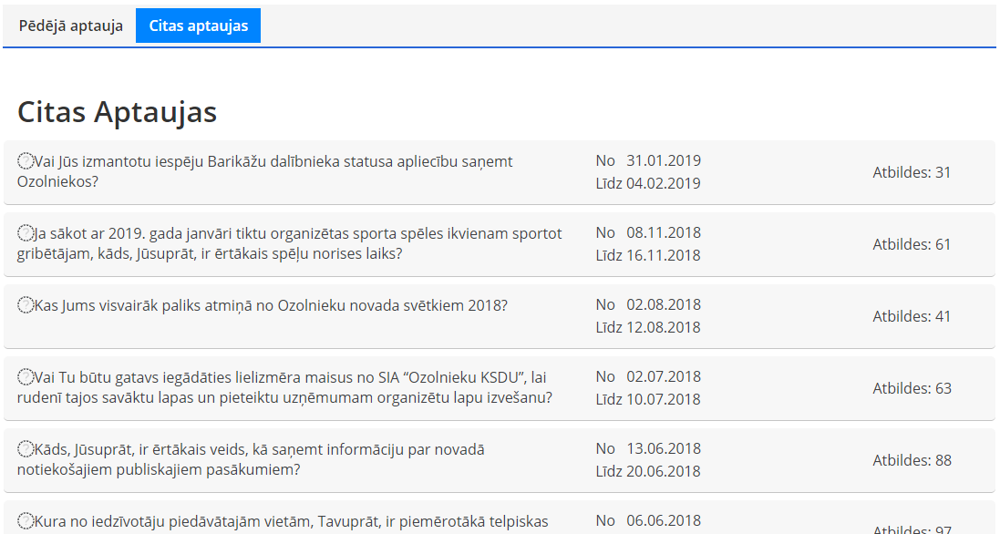 Pēdējā aptauja Citas aptaujas
Citas Aptaujas
Vai Jūs izmantotu iespēju Barikāžu dalībnieka statusa apliecību saņemt
Ozolniekos?
No 31.01.2019
Līdz 04.02.2019
Atbildes: 31
Ja sākot ar 2019. gada janvāri tiktu organizētas sporta spēles ikvienam sportot
gribētājam, kāds, Jūsuprāt, ir ērtākais spēļu norises laiks?
No 08.11.2018
Līdz 16.11.2018
Atbildes: 61
Kas Jums visvairāk paliks atmiņā no Ozolnieku novada svētkiem 2018?
No 02.08.2018
Līdz 12.08.2018
Atbildes: 41
Vai Tu būtu gatavs iegādāties lielizmēra maisus no SIA “Ozolnieku KSDU”, lai
rudenī tajos savāktu lapas un pieteiktu uzņēmumam organizētu lapu izvešanu?
No 02.07.2018
Līdz 10.07.2018
Atbildes: 63
Kāds, Jūsuprāt, ir ērtākais veids, kā saņemt informāciju par novadā
notiekošajiem publiskajiem pasākumiem?
No 13.06.2018
Līdz 20.06.2018
Atbildes: 88
Kura no iedzīvotāju piedāvātajām vietām, Tavuprāt, ir piemērotākā telpiskas
No 06.06.2018
Atbildes: 97